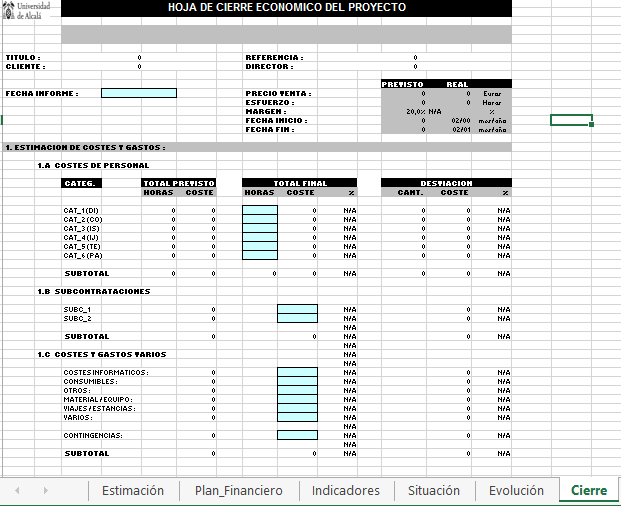 Universidad de Alcalá
HOJA DE CIERRE ECONOMICO DEL PROYECTO
TITULO : 0 REFERENCIA : 0
CLIENTE : 0 DIRECTOR : 0
PREVISTO REAL
FECHA INFORME : PRECIO VENTA : 0 0 Euros
ESFUERZO : 0 0 Horas
MARGEN : 20,0% N/A %
FECHA INICIO : 0 02/00 mes/año
FECHA FIN : 0 02/01 mes/año
1. ESTIMACION DE COSTES Y GASTOS :
1.A COSTES DE PERSONAL
CATEG. TOTAL PREVISTO TOTAL FINAL DESVIACION
HORAS COSTE HORAS COSTE % CANT. COSTE %
CAT_1 (DI) 0 0 0 N/A 0 0 N/A
CAT_2 (CO) 0 0 0 N/A 0 0 N/A
CAT_3 (IS) 0 0 0 N/A 0 0 N/A
CAT_4 (IJ) 0 0 0 N/A 0 0 N/A
CAT_5 (TE) 0 0 0 N/A 0 0 N/A
CAT_6 (PA) 0 0 0 N/A 0 0 N/A
SUBTOTAL 0 0 0 0 N/A 0 0 N/A
1.B SUBCONTRATACIONES N/A
SUBC_1 0 N/A 0 N/A
SUBC_2 0 N/A 0 N/A
N/A
SUBTOTAL 0 0 N/A 0 N/A
N/A
1.C COSTES Y GASTOS VARIOS N/A
N/A
COSTES INFORMATICOS : 0 N/A 0 N/A
CONSUMIBLES : 0 N/A 0 N/A
OTROS : 0 N/A 0 N/A
MATERIAL / EQUIPO : 0 N/A 0 N/A
VIAJES / ESTANCIAS : 0 N/A 0 N/A
VARIOS : 0 N/A 0 N/A
N/A
CONTINGENCIAS: 0 N/A 0 N/A
N/A
SUBTOTAL 0 0 N/A 0 N/A
Estimación Plan_Financiero Indicadores Situación Evolución Cierre